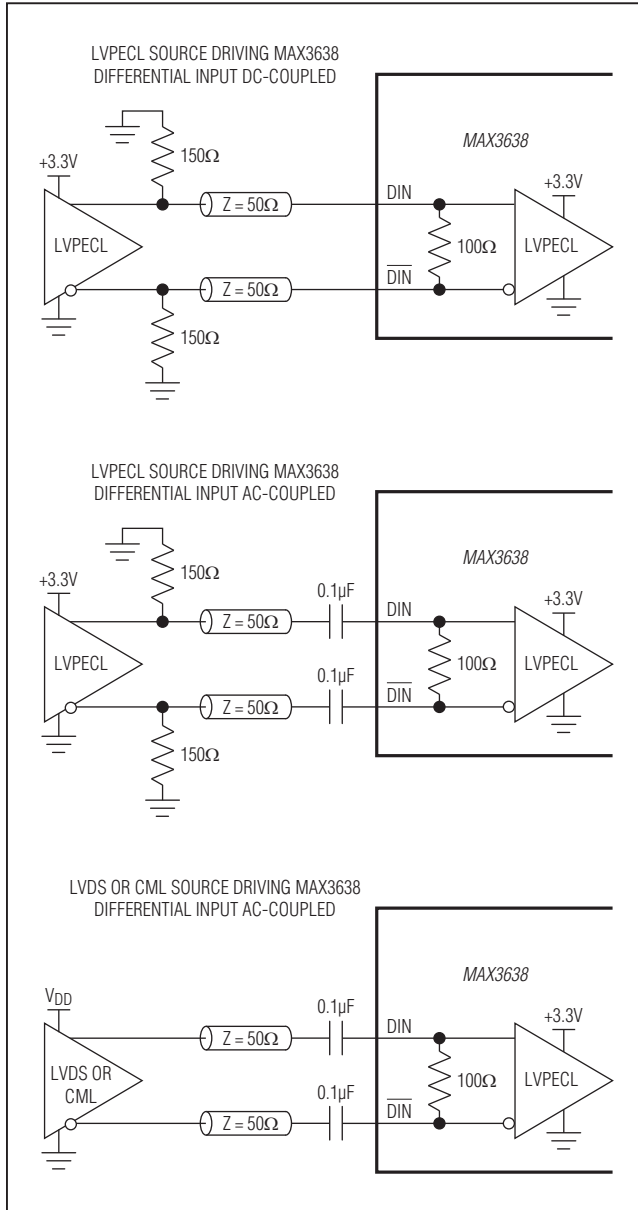 LVPECL SOURCE DRIVING MAX3638
DIFFERENTIAL INPUT DC-COUPLED
MAX3638
150Ω
+3.3V
+3.3V
Z = 50Ω
DIN
LVPECL
100Ω
LVPECL
Z = 50Ω
DIN
150Ω
LVPECL SOURCE DRIVING MAX3638
DIFFERENTIAL INPUT AC-COUPLED
MAX3638
150Ω
+3.3V
0.1µF
+3.3V
Z = 50Ω
DIN
LVPECL
0.1µF
100Ω
LVPECL
Z = 50Ω
DIN
150Ω
LVDS OR CML SOURCE DRIVING MAX3638
DIFFERENTIAL INPUT AC-COUPLED
MAX3638
VDD
0.1µF
+3.3V
Z = 50Ω
DIN
LVDS OR
CML
0.1µF
100Ω
LVPECL
Z = 50Ω
DIN